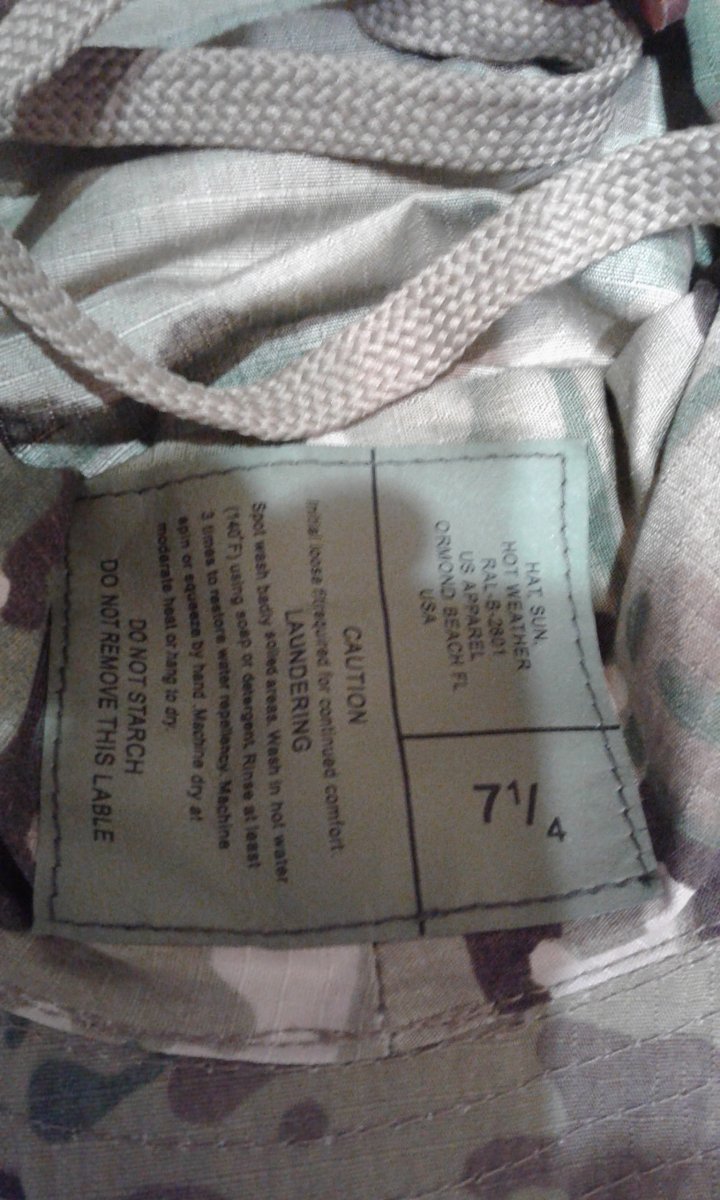 HAT, SUN,
HOT WEATHER
RAL-B-2801
US APPAREL
ORMOND BEACH FL
USA
7 1/4
CAUTION
Initial loose fitrequired for continued comfort.
LAUNDERING
Spot wash badly soiled areas. Wash in hot water
(140°F) using soap or detergent. Rinse at least
3 times to restore water repellency. Machine
spin or squeeze by hand. Machine dry at
moderate heat or hang to dry.
DO NOT STARCH
DO NOT REMOVE THIS LABLE